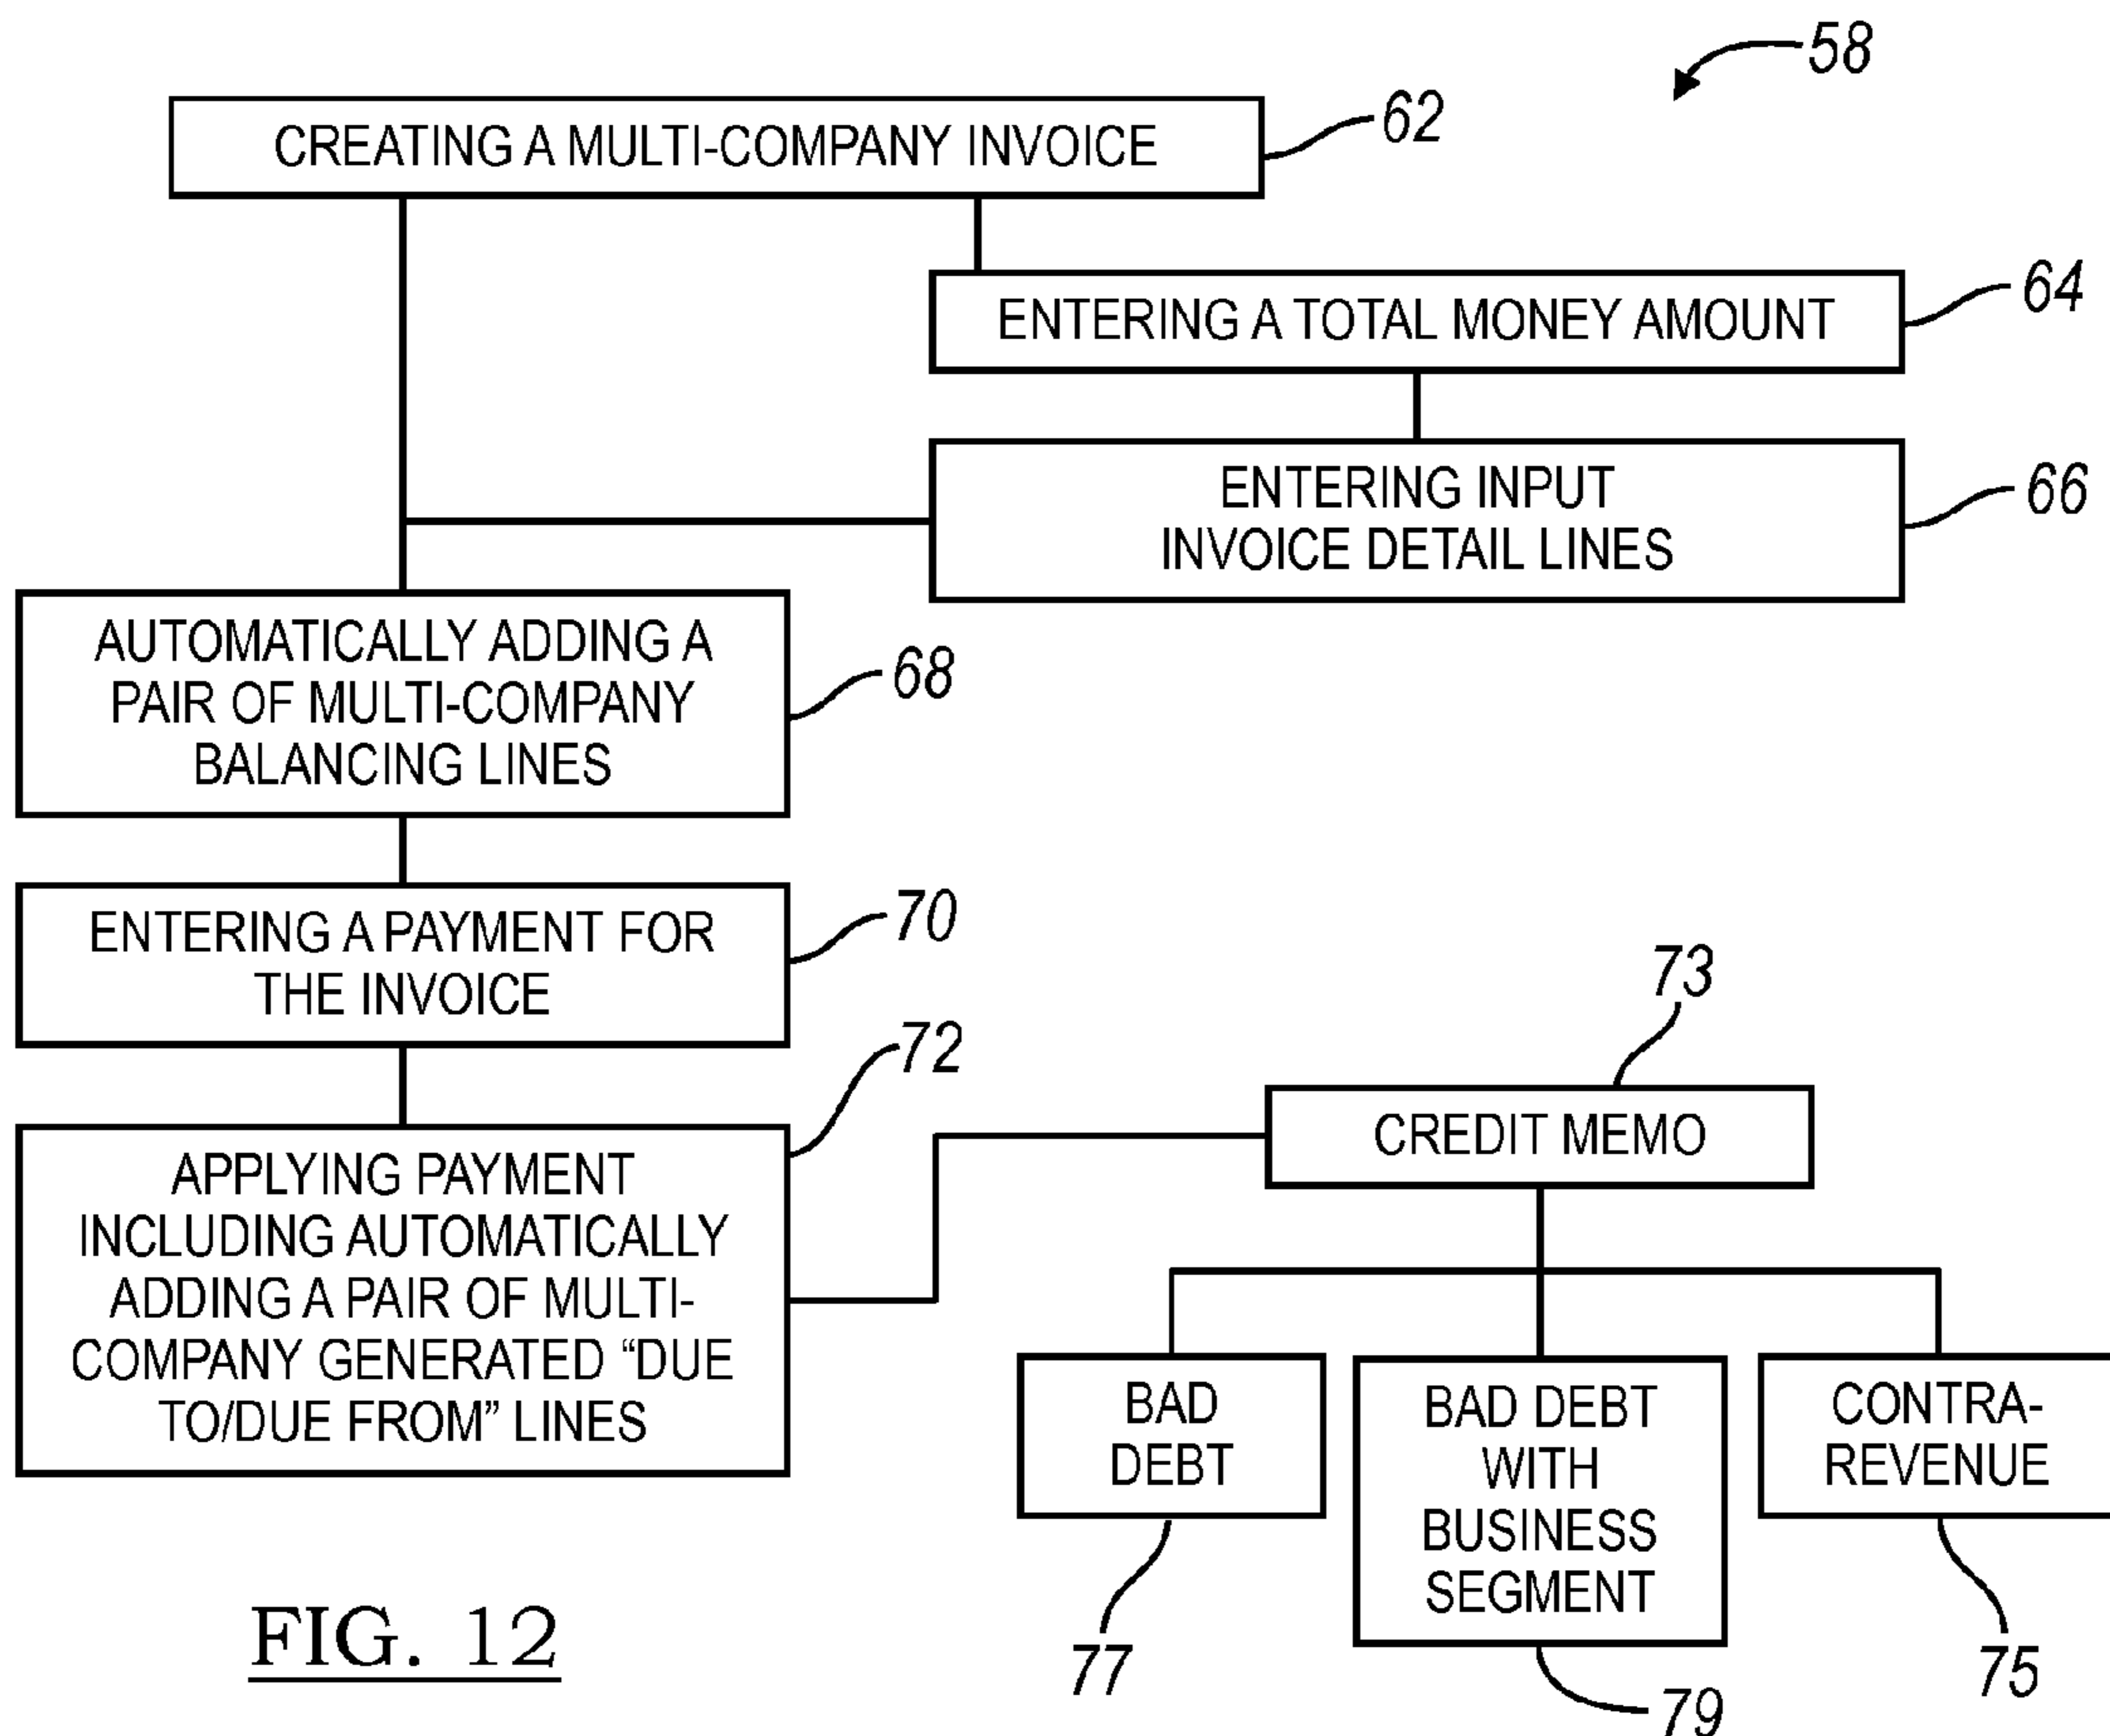 58
CREATING A MULTI-COMPANY INVOICE
62
ENTERING A TOTAL MONEY AMOUNT
64
ENTERING INPUT
INVOICE DETAIL LINES
66
AUTOMATICALLY ADDING A
PAIR OF MULTI-COMPANY
BALANCING LINES
68
ENTERING A PAYMENT FOR
THE INVOICE
70
APPLYING PAYMENT
INCLUDING AUTOMATICALLY
ADDING A PAIR OF MULTI-
COMPANY GENERATED “DUE
TO/DUE FROM” LINES
72
73
CREDIT MEMO
BAD
DEBT
77
BAD DEBT
WITH
BUSINESS
SEGMENT
79
CONTRA-
REVENUE
75
FIG. 12